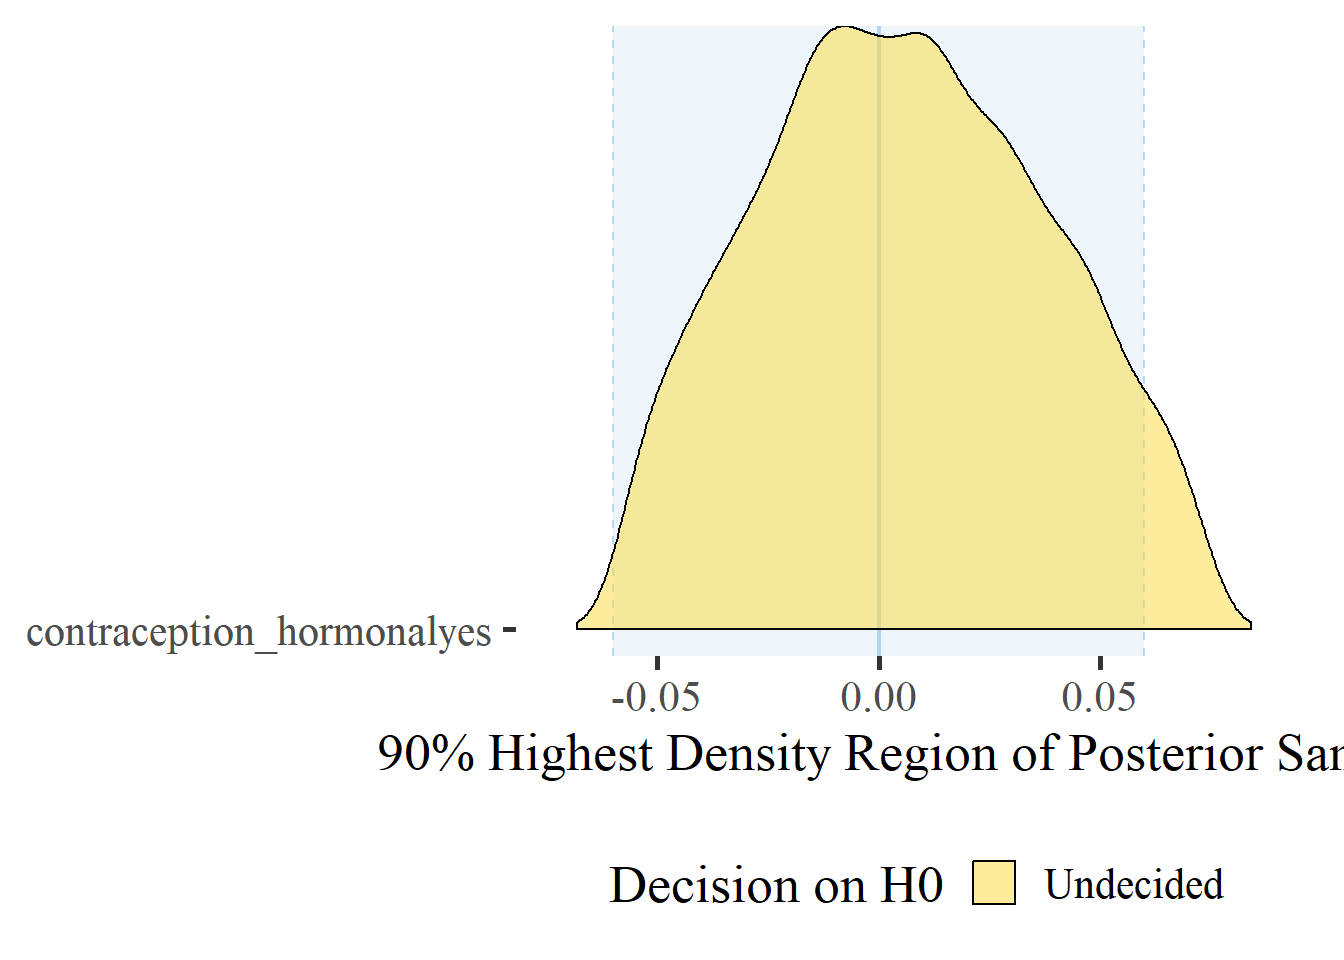 contraception_hormonalyes
-0.05 0.00 0.05
90% Highest Density Region of Posterior
Decision on H0 Undecided